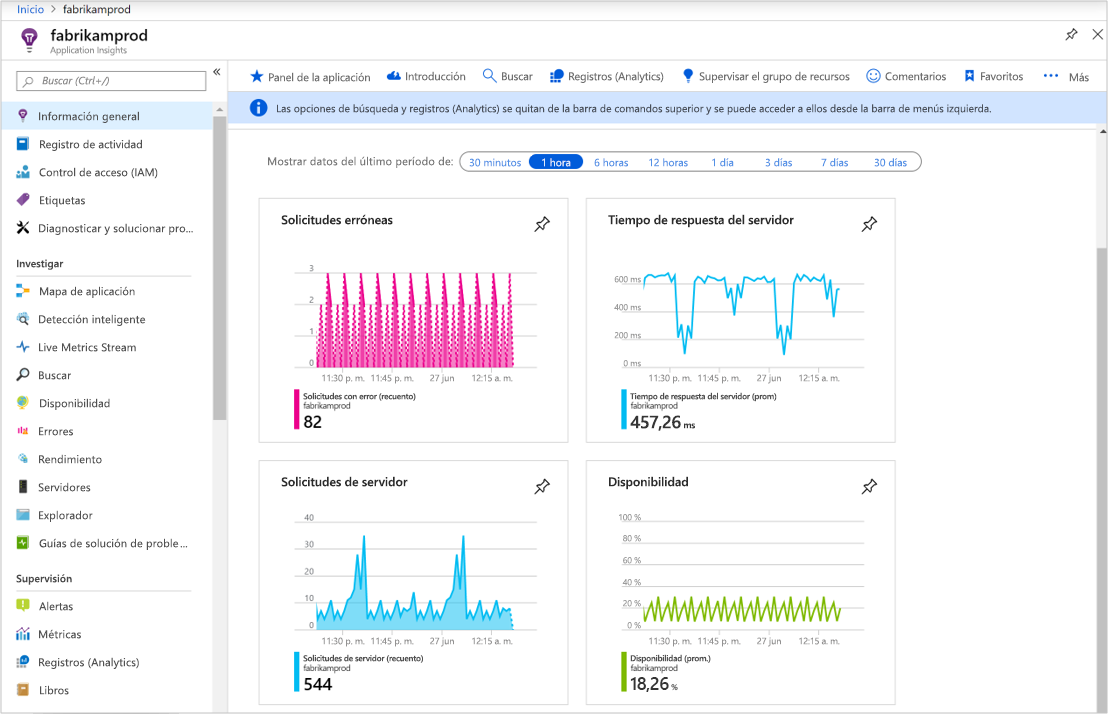 Inicio > fabrikamprod
fabrikamprod
Application Insights
Buscar (Ctrl+/)
«
Información general
Registro de actividad
Control de acceso (IAM)
Etiquetas
Diagnosticar y solucionar pro...
Investigar
Mapa de aplicación
Detección inteligente
Live Metrics Stream
Buscar
Disponibilidad
Errores
Rendimiento
Servidores
Explorador
Guías de solución de proble...
Supervisión
Alertas
Métricas
Registros (Analytics)
Libros
Panel de la aplicación Introducción Buscar Registros (Analytics) Supervisar el grupo de recursos Comentarios Favoritos Más
Las opciones de búsqueda y registros (Analytics) se quitan de la barra de comandos superior y se puede acceder a ellos desde la barra de menús izquierda.
Mostrar datos del último periodo de: 30 minutos 1 hora 6 horas 12 horas 1 día 3 días 7 días 30 días
Solicitudes erróneas
3
2
1
0
11:30 p. m. 11:45 p. m. 27 jun 12:15 a. m.
Solicitudes con error (recuento)
fabrikamprod
82
Tiempo de respuesta del servidor
600 ms
400 ms
200 ms
0 ms
11:30 p. m. 11:45 p. m. 27 jun 12:15 a. m.
Tiempo de respuesta del servidor (prom)
fabrikamprod
457,26 ms
Solicitudes de servidor
40
30
20
10
0
11:30 p. m. 11:45 p. m. 27 jun 12:15 a. m.
Solicitudes de servidor (recuento)
fabrikamprod
544
Disponibilidad
100 %
80 %
60 %
40 %
20 %
0 %
11:30 p. m. 11:45 p. m. 27 jun 12:15 a. m.
Disponibilidad (prom.)
fabrikamprod
18,26 %